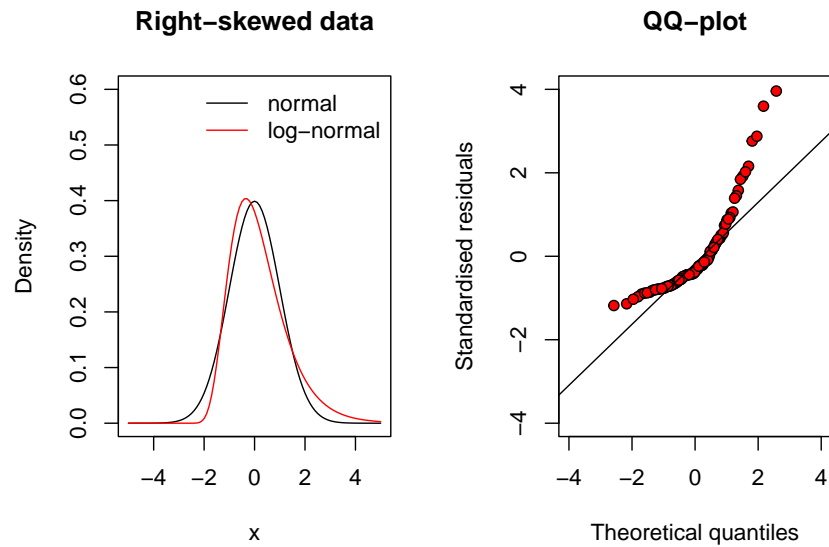 Right−skewed data
normal
log−normal
0.6
0.5
0.4
0.3
0.2
0.1
0.0
Density
−4 −2 0 2 4
x
QQ−plot
4
2
0
−2
−4
Standardised residuals
−4 −2 0 2 4
Theoretical quantiles